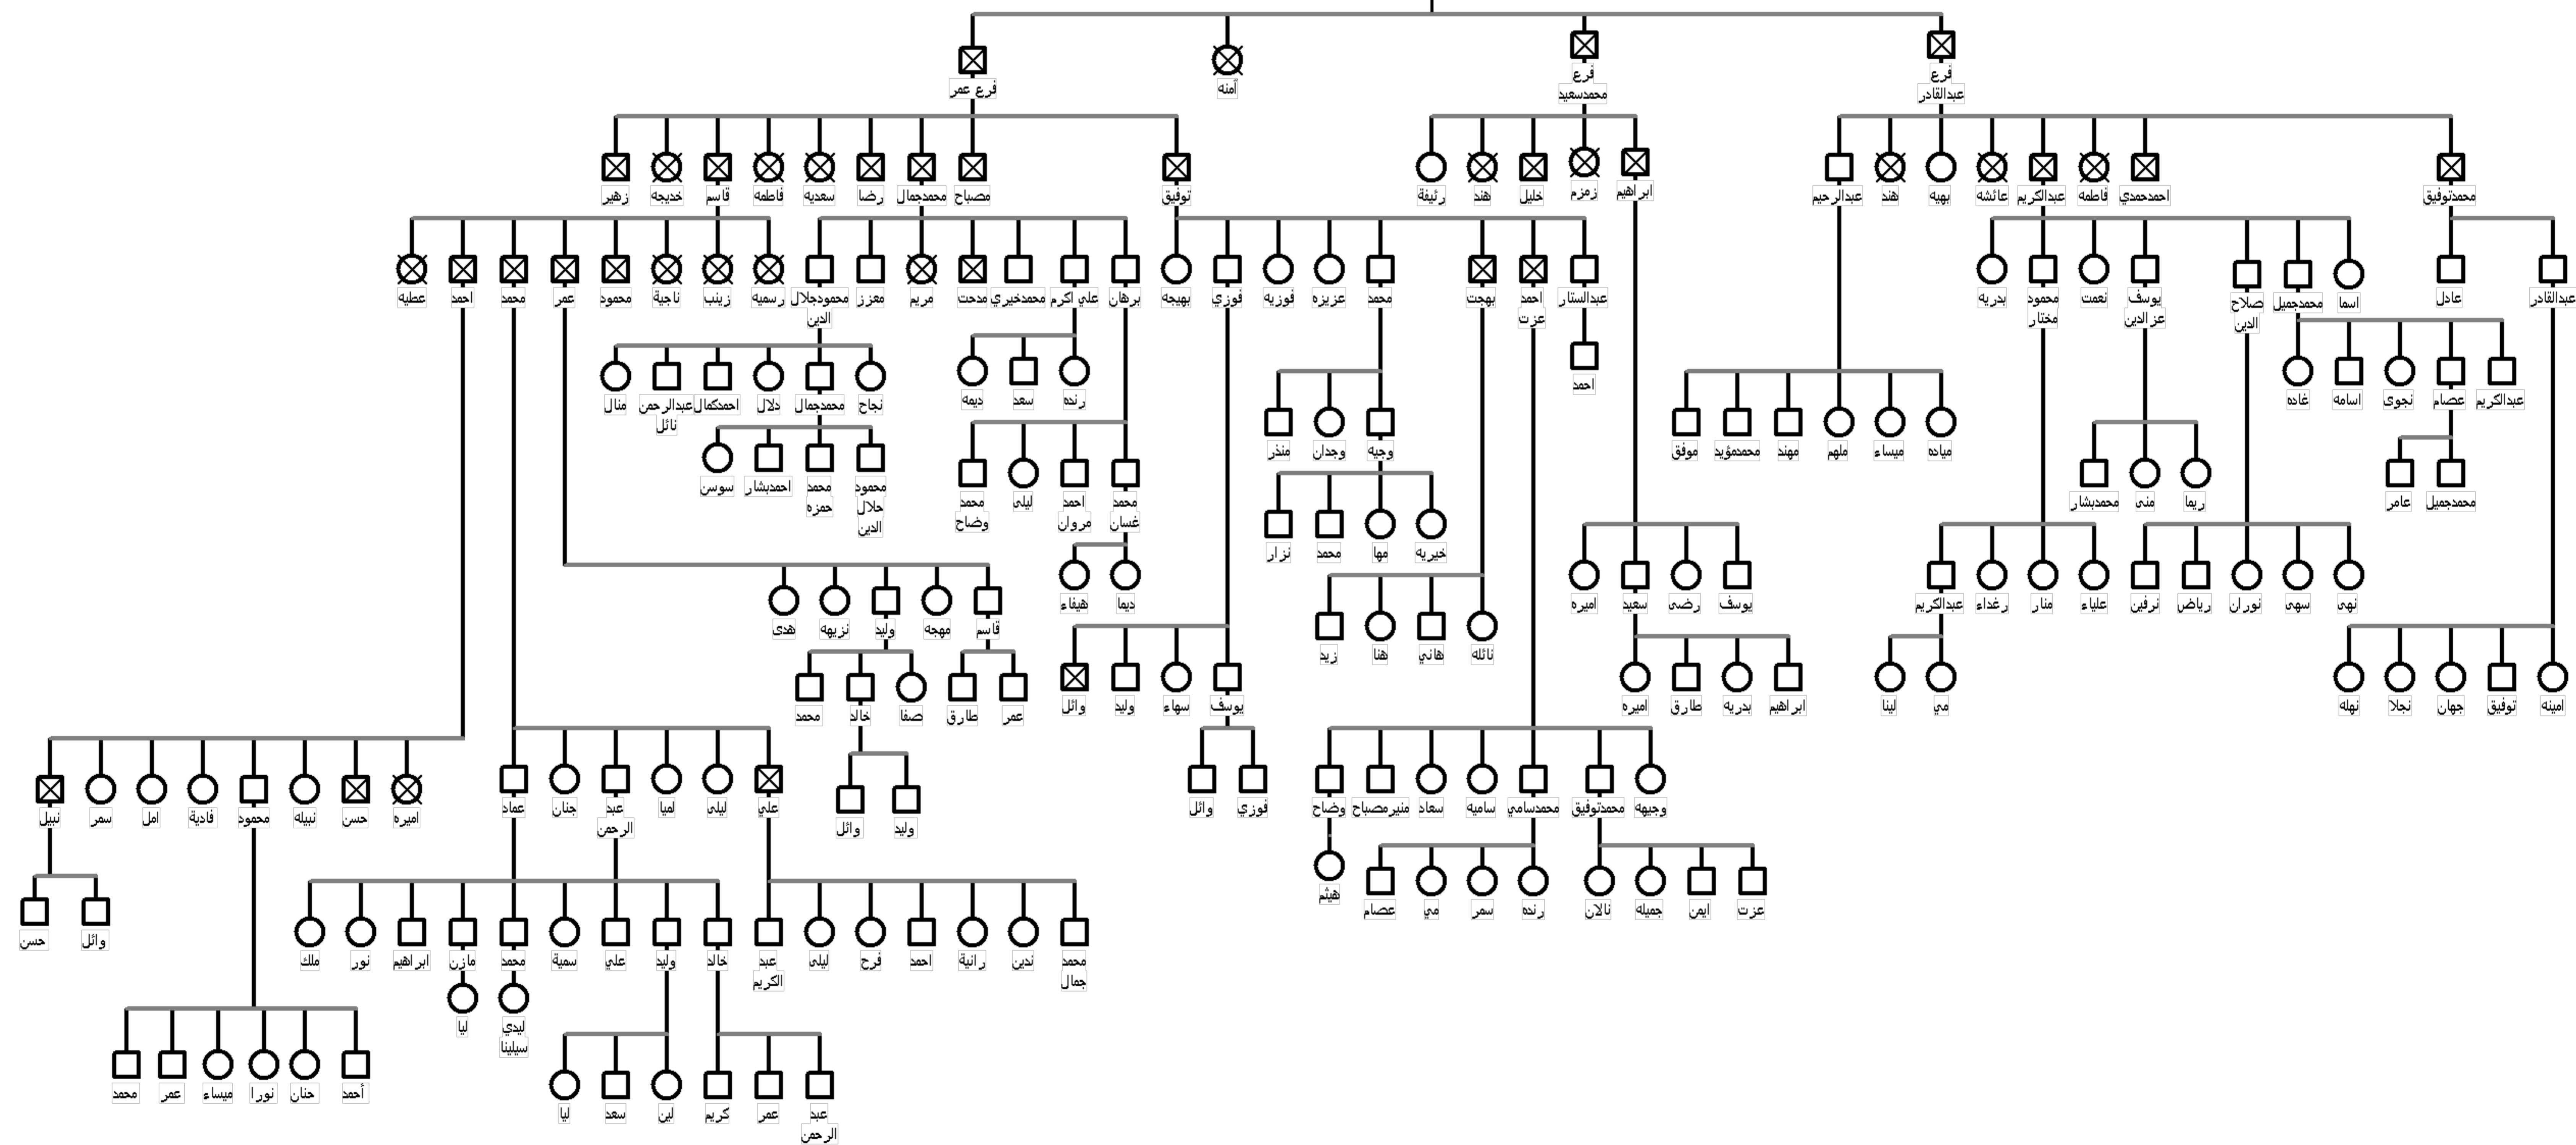 فرع عمر
آمنه
فرع
محمدسعيد
فرع
عبدالقادر
زهير
خديجه
قاسم
فاطمه
سعديه
رضا
محمدجمال
مصباح
توفيق
رئيفة
هند
خليل
زمزم
ابراهيم
عبدالرحيم
هند
بهيه
عائشه
عبدالكريم
فاطمه
احمدحمدي
محمدتوفيق
عطيه
احمد
محمد
عمر
محمود
ناجية
زينب
رسميه
محمودجلال
الدين
معزز
مريم
مدحت
محمدخيري
علي اكرم
برهان
بهيجه
فوزي
فوزيه
عزيزه
محمد
بهجت
احمد
عزت
عبدالستار
بدريه
محمود
مختار
نعمت
يوسف
عزالدين
صلاح
الدين
محمدجميل
اسما
عادل
عبدالقادر
منال
عبدالرحمن
نائل
احمدكمال
دلال
محمدجمال
نجاح
ديمه
سعد
رنده
احمد
غاده
اسامه
نجوى
عصام
عبدالكريم
سوسن
احمدبشار
محمد
حمزه
محمود
جلال
الدين
محمد
وضاح
ليلى
احمد
مروان
محمد
غسان
منذر
وجدان
وجيه
موفق
محمدمؤيد
مهند
ملهم
ميساء
مياده
محمدبشار
منى
ريما
عامر
محمدجميل
نزار
محمد
مها
خيريه
هيفاء
ديما
هدى
نزيهه
وليد
مهجه
قاسم
زيد
هنا
هاني
نائله
اميره
سعيد
رضى
يوسف
عبدالكريم
رغداء
منار
علياء
نرفين
رياض
نوران
سهى
نهى
محمد
خالد
صفا
طارق
عمر
وائل
وليد
سهاء
يوسف
اميره
طارق
بدريه
ابراهيم
لينا
مي
نهله
نجلا
جهان
توفيق
امينه
نبيل
سمر
امل
فادية
محمود
نبيله
حسن
اميره
عماد
جنان
عبد
الرحمن
لميا
ليلى
علي
وائل
وليد
وائل
فوزي
وضاح
منيرمصباح
سعاد
ساميه
محمدسامي
محمدتوفيق
وجيهه
هيثم
عصام
مي
سمر
رنده
نالان
جميله
ايمن
عزت
حسن
وائل
ملك
نور
ابراهيم
مازن
محمد
سمية
علي
وليد
خالد
عبد
الكريم
ليلى
فرح
احمد
رانية
ندين
محمد
جمال
ليا
ليدي
سيلينا
محمد
عمر
ميساء
نورا
حنان
أحمد
ليا
سعد
لين
كريم
عمر
عبد
الرحمن